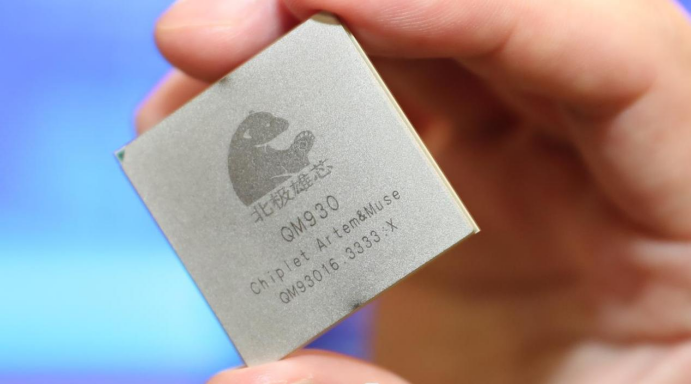 北极雄芯
QM930
Chiplet Artem&Muse
QM93016.3333.X